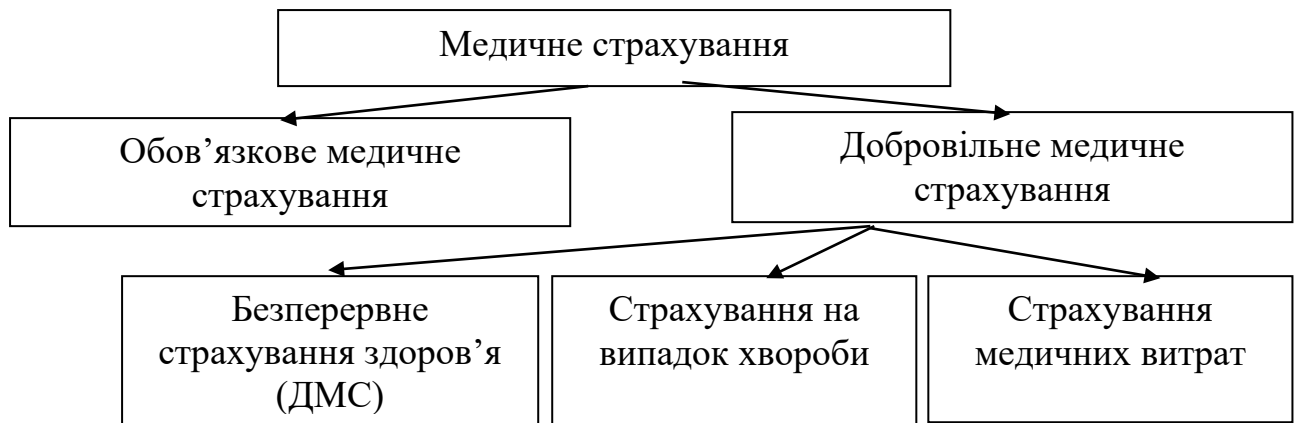 Медичне страхування
Обов’язкове медичне
страхування
Добровільне медичне
страхування
Безперервне
страхування здоров’я
(ДМС)
Страхування на
випадок хвороби
Страхування
медичних витрат